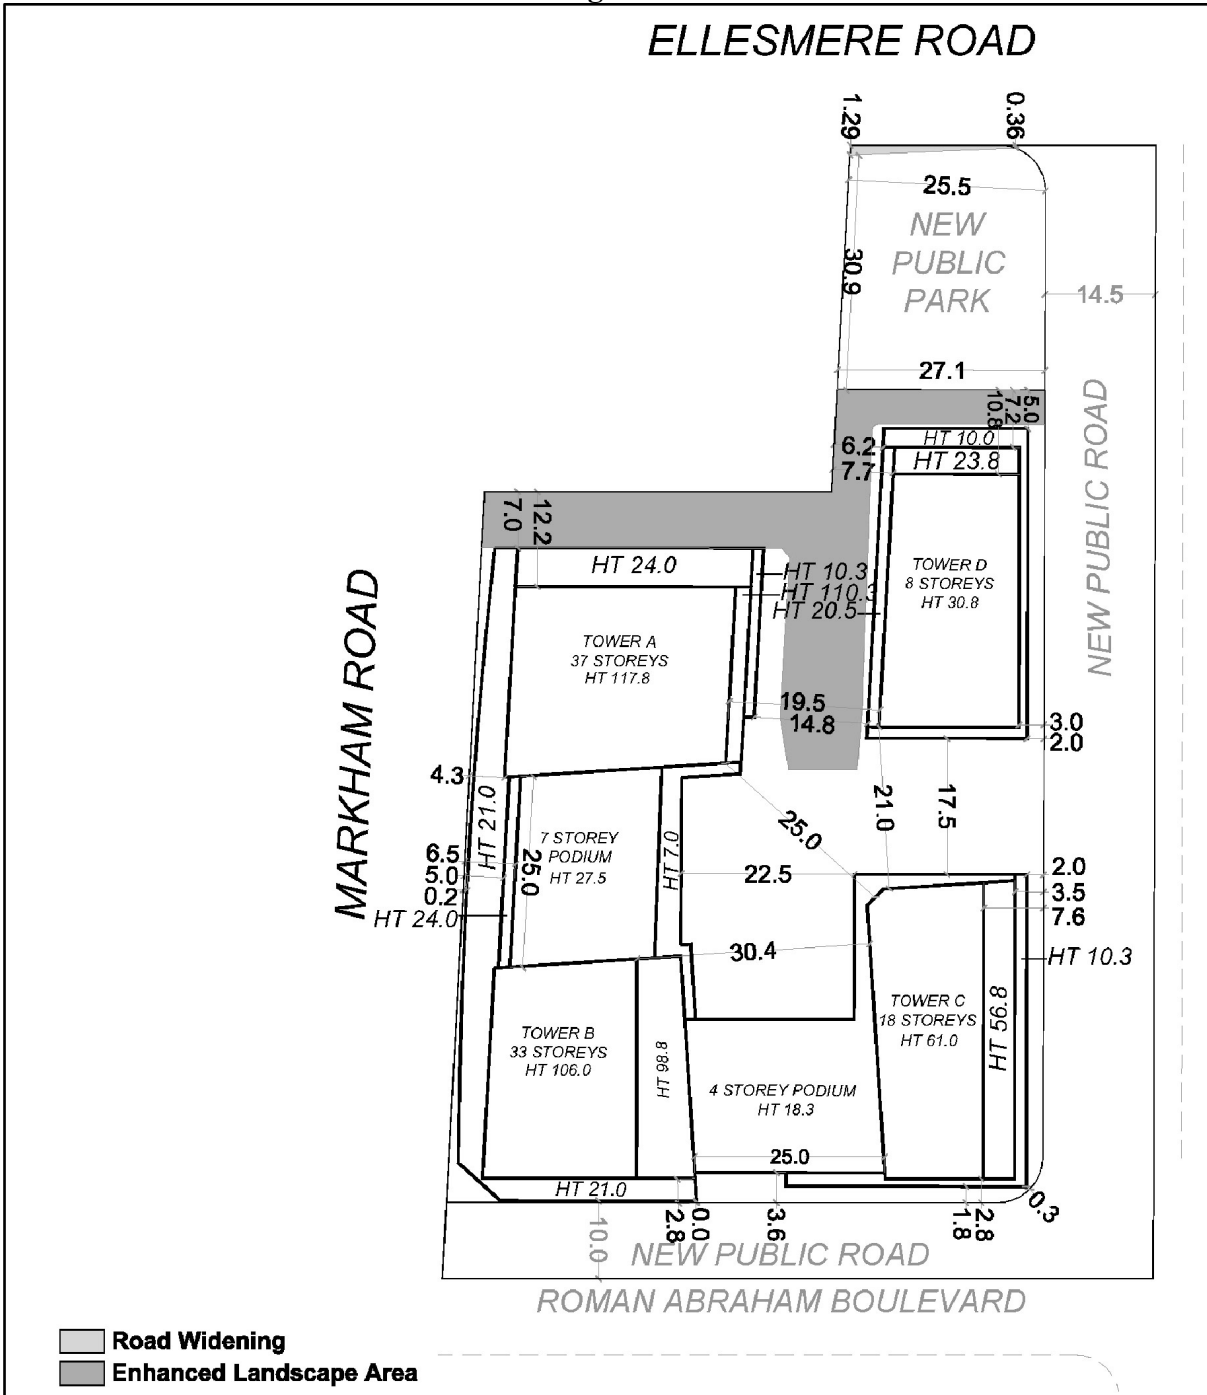 ELLESMERE ROAD
1.29
0.36
25.5
NEW
PUBLIC
PARK
30.9
14.5
27.1
10.8
7.2
5.0
NEW PUBLIC ROAD
HT 10.0
6.2
HT 23.8
7.7
7.0
12.2
HT 24.0
HT 10.3
HT 110.3
HT 20.5
TOWER D
8 STOREYS
HT 30.8
MARKHAM ROAD
TOWER A
37 STOREYS
HT 117.8
19.5
14.8
3.0
2.0
4.3
HT 21.0
7 STOREY
PODIUM
HT 27.5
25.0
HT 7.0
25.0
21.0
17.5
6.5
5.0
0.2
HT 24.0
22.5
2.0
3.5
7.6
30.4
HT 10.3
TOWER B
33 STOREYS
HT 106.0
HT 98.8
TOWER C
18 STOREYS
HT 61.0
HT 56.8
4 STOREY PODIUM
HT 18.3
25.0
HT 21.0
10.0
2.8
0.0
3.6
1.8
2.8
0.3
NEW PUBLIC ROAD
ROMAN ABRAHAM BOULEVARD
Road Widening
Enhanced Landscape Area